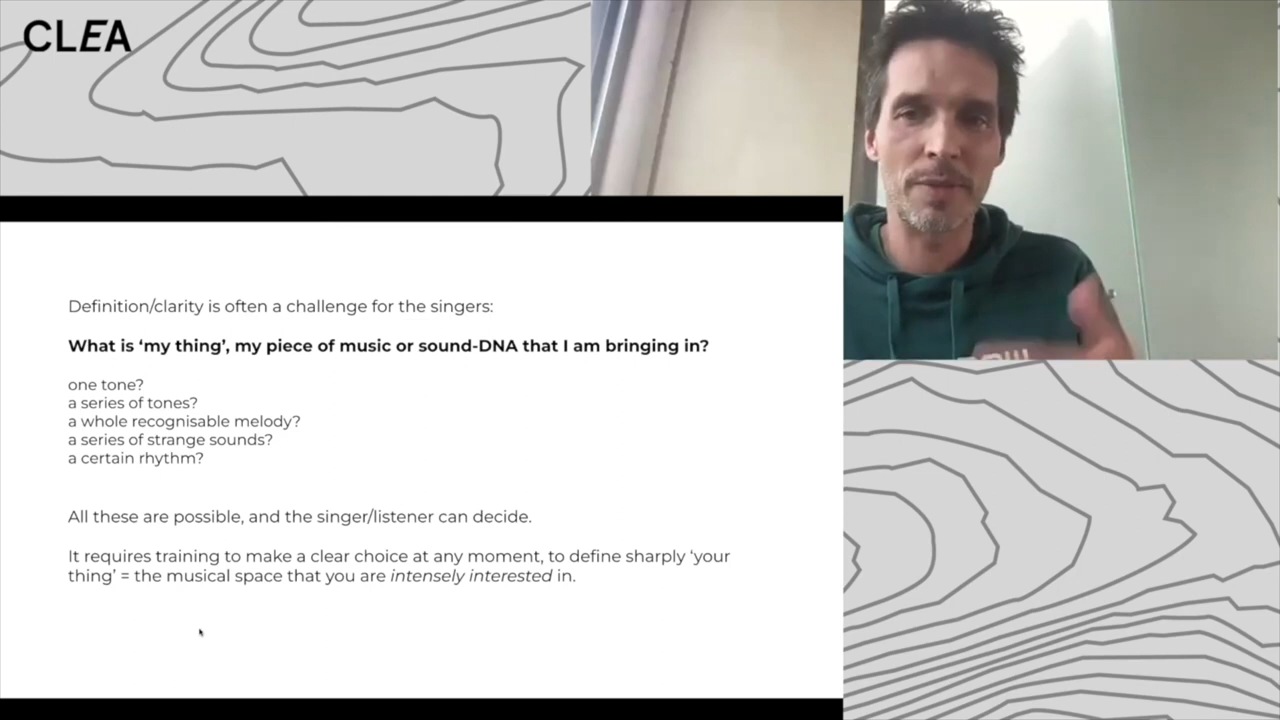 CLEA
Definition/clarity is often a challenge for the singers:
What is ‘my thing’, my piece of music or sound-DNA that I am bringing in?
one tone?
a series of tones?
a whole recognisable melody?
a series of strange sounds?
a certain rhythm?
All these are possible, and the singer/listener can decide.
It requires training to make a clear choice at any moment, to define sharply ‘your
thing’ = the musical space that you are intensely interested in.